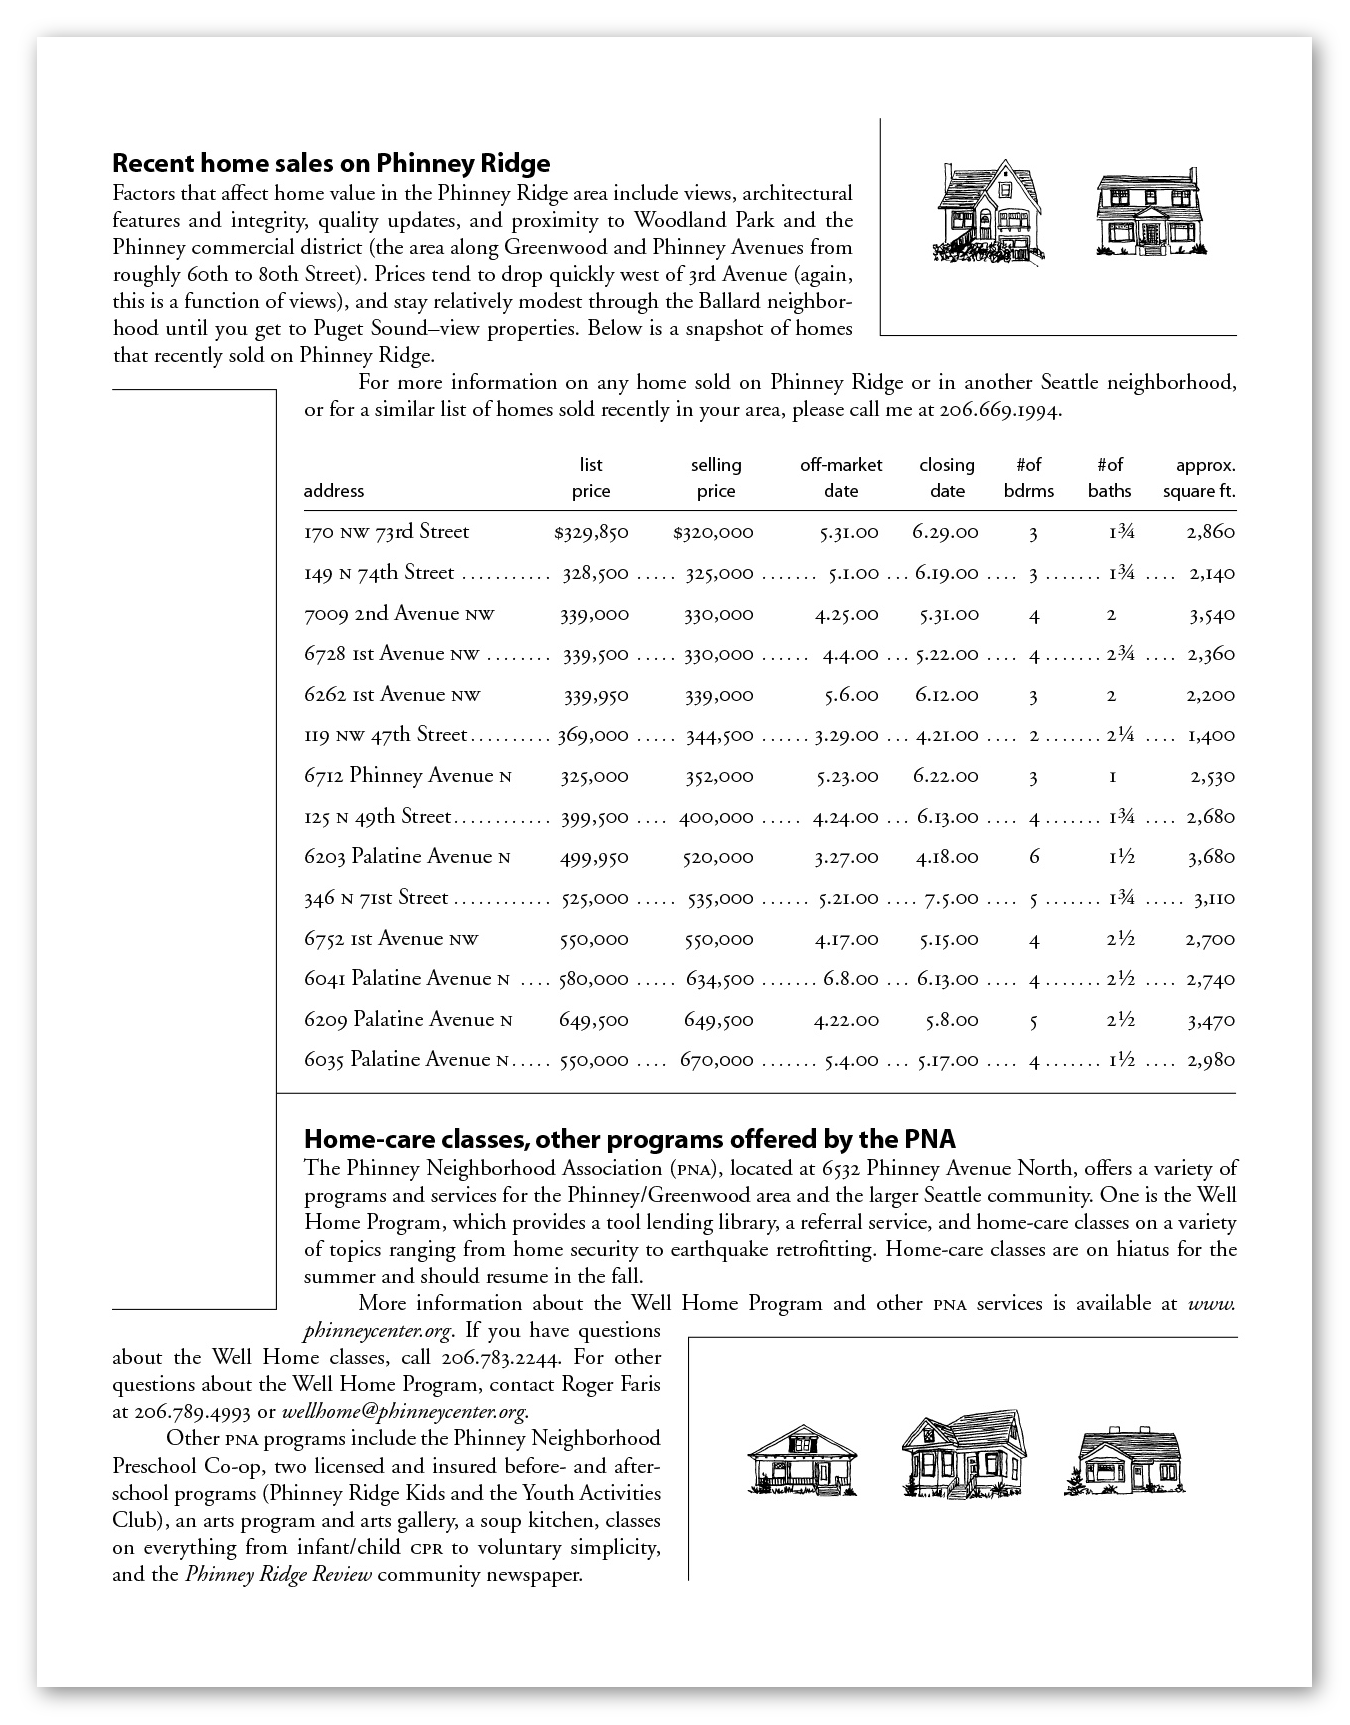 Recent home sales on Phinney Ridge
Factors that affect home value in the Phinney Ridge area include views, architectural
features and integrity, quality updates, and proximity to Woodland Park and the
Phinney commercial district (the area along Greenwood and Phinney Avenues from
roughly 60th to 80th Street). Prices tend to drop quickly west of 3rd Avenue (again,
this is a function of views), and stay relatively modest through the Ballard neighbor-
hood until you get to Puget Sound–view properties. Below is a snapshot of homes
that recently sold on Phinney Ridge.
For more information on any home sold on Phinney Ridge or in another Seattle neighborhood,
or for a similar list of homes sold recently in your area, please call me at 206.669.1994.
list selling off-market closing #of #of approx.
address price price date date bdrms baths square ft.
170 NW 73rd Street $329,850 $320,000 5.31.00 6.29.00 3 1¾ 2,860
149 N 74th Street ........... 328,500 ..... 325,000 ....... 5.1.00 ... 6.19.00 .... 3 ....... 1¾ .... 2,140
7009 2nd Avenue NW 339,000 330,000 4.25.00 5.31.00 4 2 3,540
6728 1st Avenue NW ........ 339,500 ..... 330,000 ...... 4.4.00 ... 5.22.00 .... 4 ....... 2¾ .... 2,360
6262 1st Avenue NW 339,950 339,000 5.6.00 6.12.00 3 2 2,200
119 NW 47th Street.......... 369,000 ..... 344,500 ...... 3.29.00 ... 4.21.00 .... 2 ....... 2¼ .... 1,400
6712 Phinney Avenue N 325,000 352,000 5.23.00 6.22.00 3 1 2,530
125 N 49th Street............ 399,500 .... 400,000 ..... 4.24.00 ... 6.13.00 .... 4 ....... 1¾ .... 2,680
6203 Palatine Avenue N 499,950 520,000 3.27.00 4.18.00 6 1½ 3,680
346 N 71st Street ............ 525,000 ..... 535,000 ...... 5.21.00 .... 7.5.00 .... 5 ....... 1¾ ..... 3,110
6752 1st Avenue NW 550,000 550,000 4.17.00 5.15.00 4 2½ 2,700
6041 Palatine Avenue N .... 580,000 ..... 634,500 ....... 6.8.00 ... 6.13.00 .... 4 ....... 2½ .... 2,740
6209 Palatine Avenue N 649,500 649,500 4.22.00 5.8.00 5 2½ 3,470
6035 Palatine Avenue N..... 550,000 .... 670,000 ....... 5.4.00 ... 5.17.00 .... 4 ....... 1½ .... 2,980
Home-care classes, other programs offered by the PNA
The Phinney Neighborhood Association (PNA), located at 6532 Phinney Avenue North, offers a variety of
programs and services for the Phinney/Greenwood area and the larger Seattle community. One is the Well
Home Program, which provides a tool lending library, a referral service, and home-care classes on a variety
of topics ranging from home security to earthquake retrofitting. Home-care classes are on hiatus for the
summer and should resume in the fall.
More information about the Well Home Program and other PNA services is available at www.
phinneycenter.org. If you have questions
about the Well Home classes, call 206.783.2244. For other
questions about the Well Home Program, contact Roger Faris
at 206.789.4993 or wellhome@phinneycenter.org.
Other PNA programs include the Phinney Neighborhood
Preschool Co-op, two licensed and insured before- and after-
school programs (Phinney Ridge Kids and the Youth Activities
Club), an arts program and arts gallery, a soup kitchen, classes
on everything from infant/child CPR to voluntary simplicity,
and the Phinney Ridge Review community newspaper.